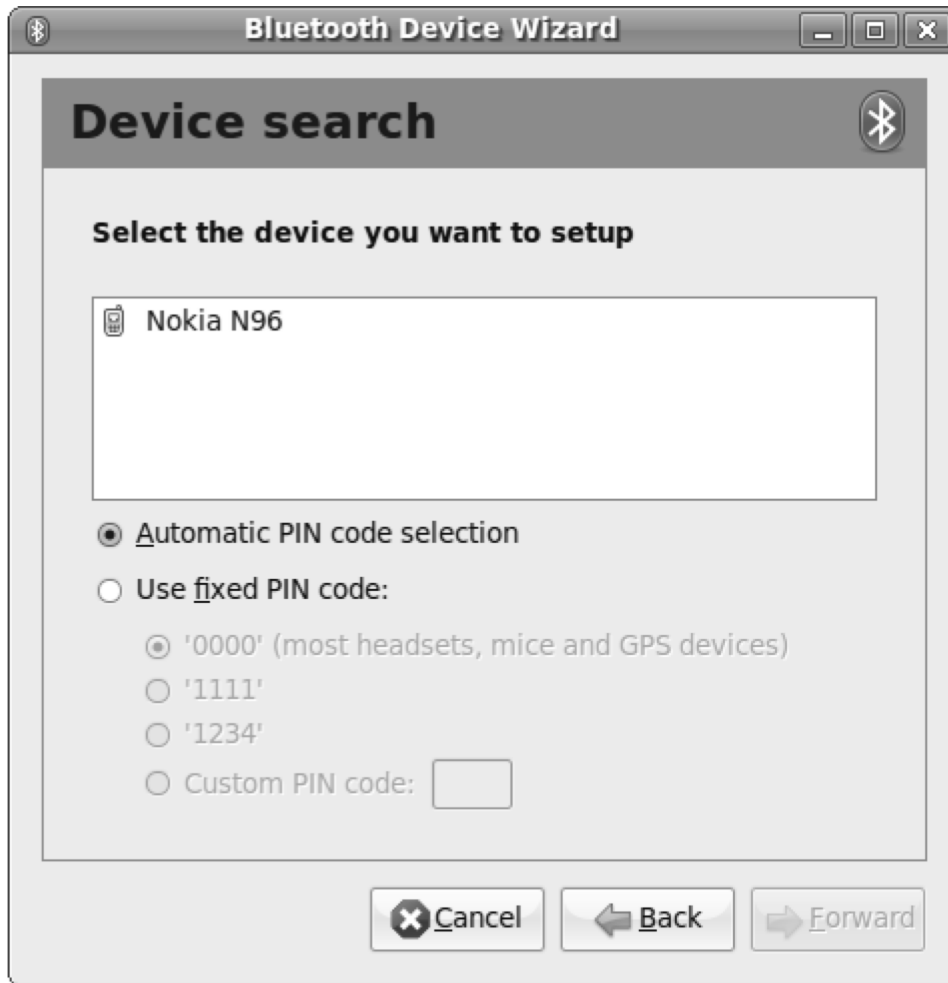 Bluetooth Device Wizard
Device search
Select the device you want to setup
Nokia N96
Automatic PIN code selection
Use fixed PIN code:
'0000' (most headsets, mice and GPS devices)
'1111'
'1234'
Custom PIN code:
Cancel Back Forward